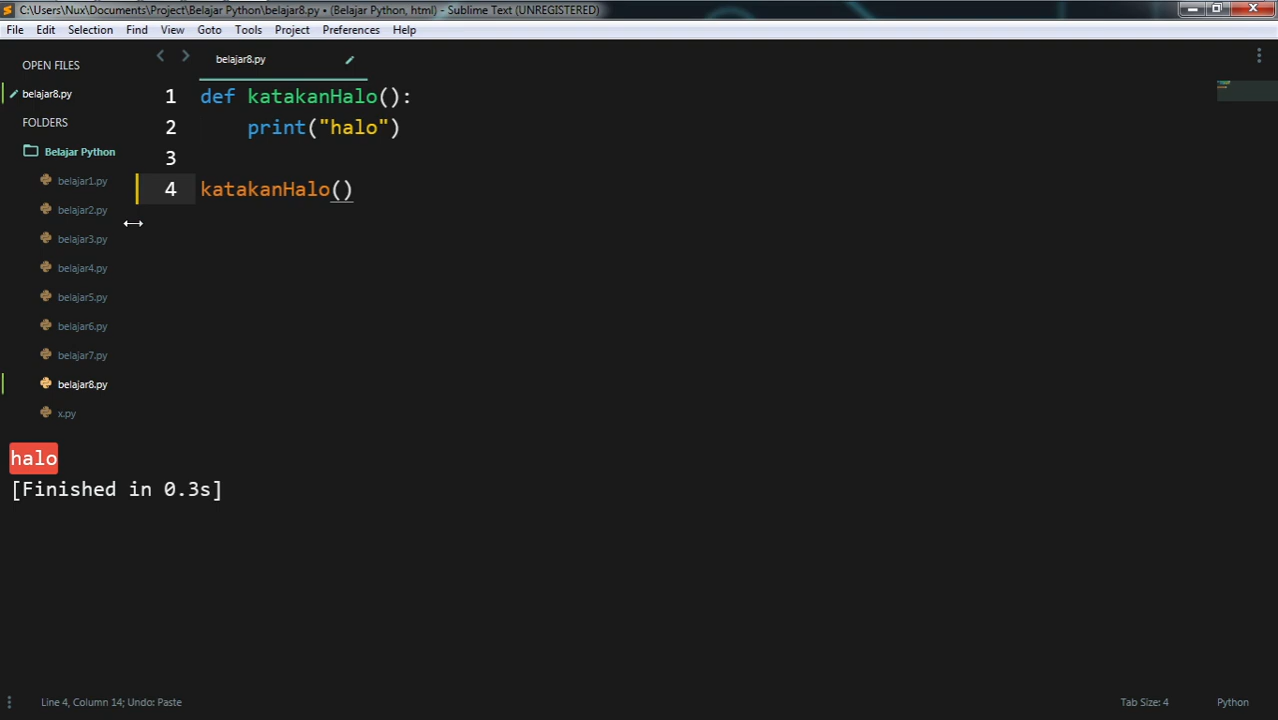 C:\Users\Nux\Documents\Project\Belajar Python\belajar8.py • (Belajar Python, html) - Sublime Text (UNREGISTERED)
File Edit Selection Find View Goto Tools Project Preferences Help
OPEN FILES
belajar8.py
FOLDERS
Belajar Python
belajar1.py
belajar2.py
belajar3.py
belajar4.py
belajar5.py
belajar6.py
belajar7.py
belajar8.py
x.py
belajar8.py
1 def katakanHalo():
2     print("halo")
3
4 katakanHalo()
halo
[Finished in 0.3s]
Line 4, Column 14; Undo: Paste
Tab Size: 4
Python